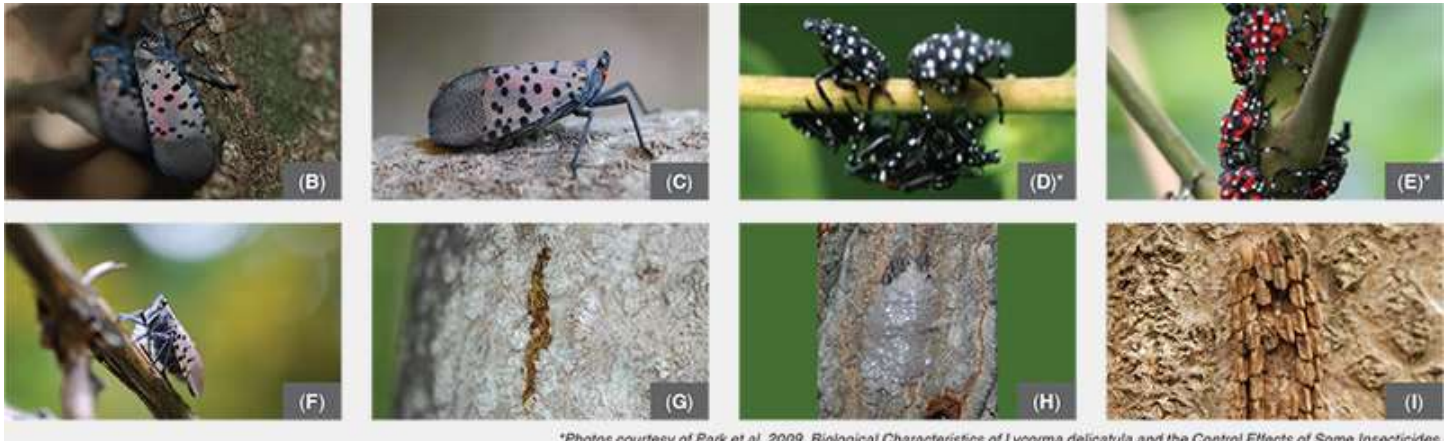 (B) (C) (D)* (E)*
(F) (G) (H) (I)
*Photos courtesy of Park et al. 2009. Biological Characteristics of Lycorma delicatula and the Control Effects of Some Insecticides